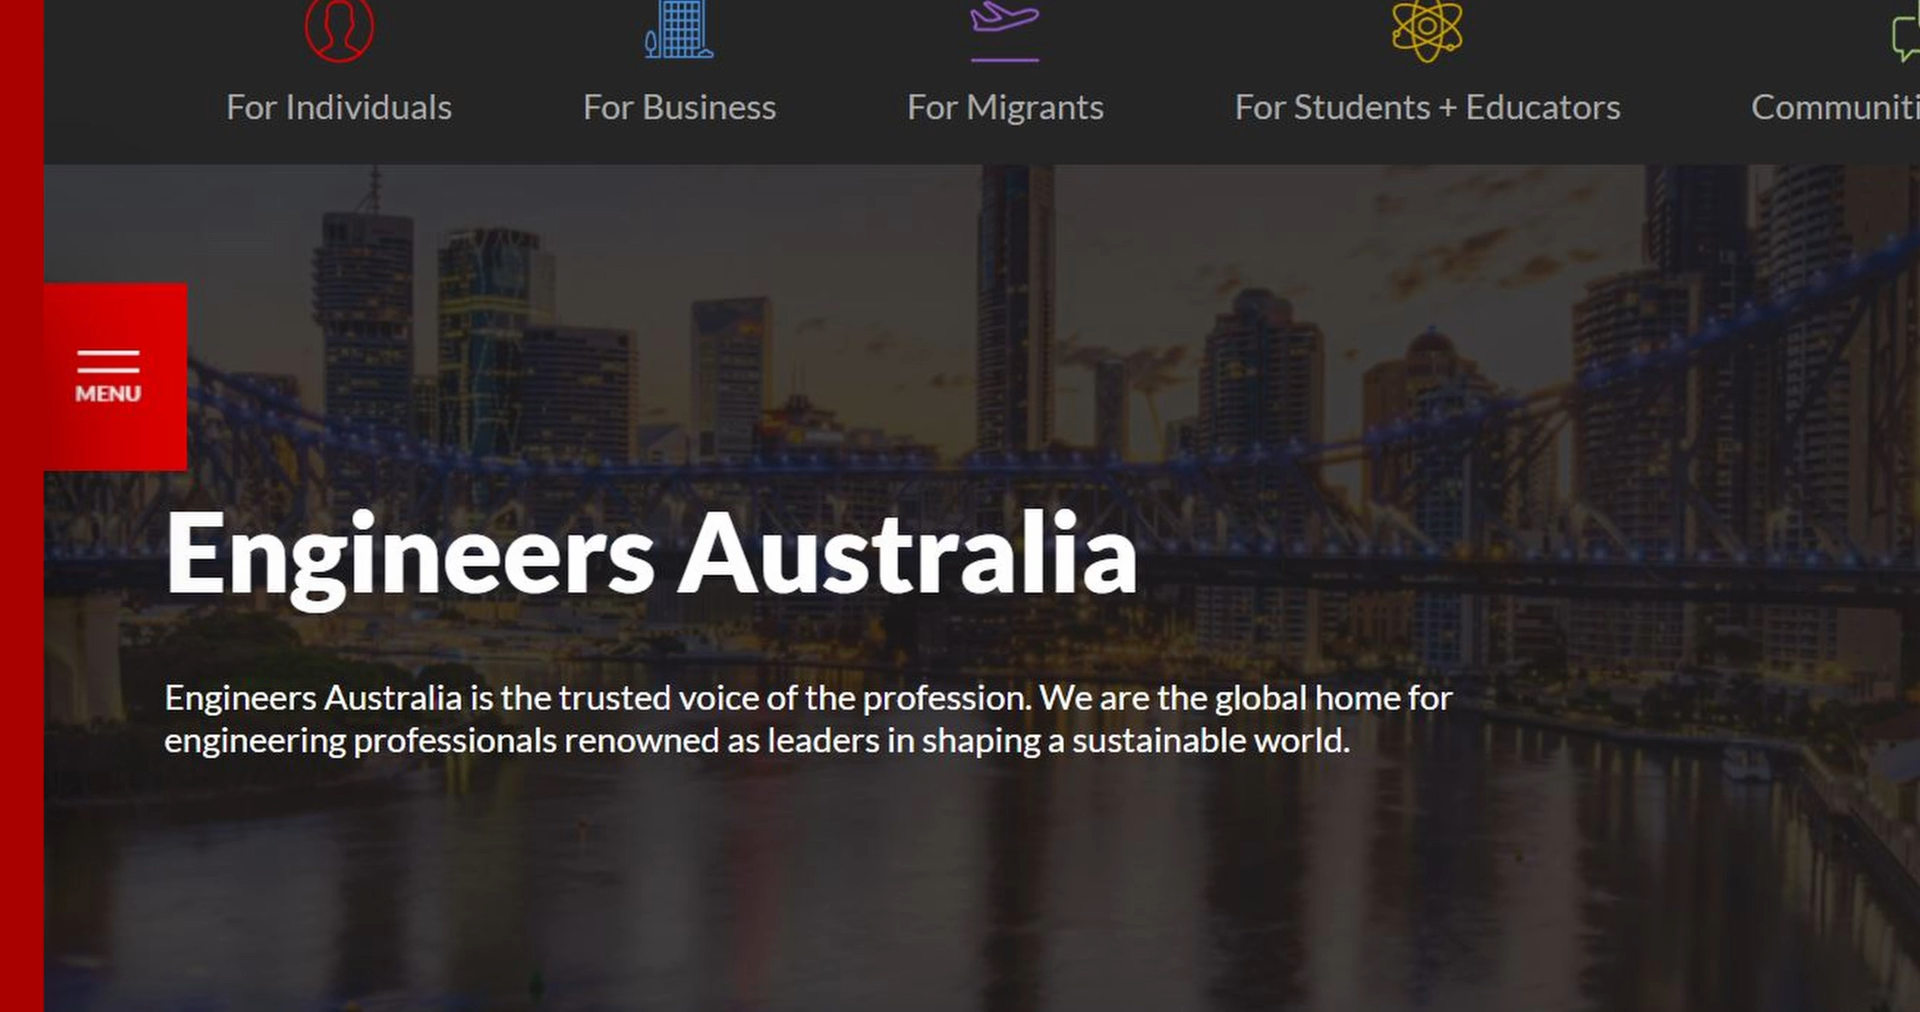 For Individuals
For Business
For Migrants
For Students + Educators
MENU
Engineers Australia
Engineers Australia is the trusted voice of the profession. We are the global home for
engineering professionals renowned as leaders in shaping a sustainable world.